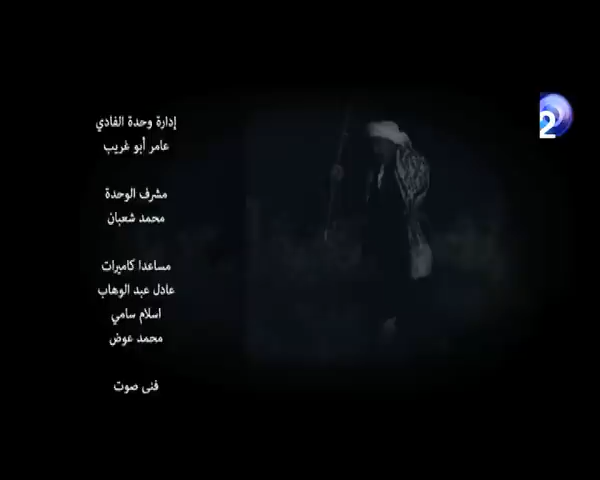 إدارة وحدة الفادي
عامر أبو غريب
مشرف الوحدة
محمد شعبان
مساعدا كاميرات
عادل عبد الوهاب
اسلام سامي
محمد عوض
فنى صوت
2